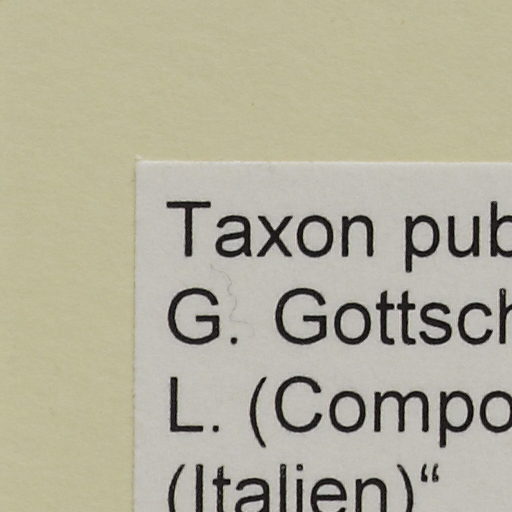 Taxon pub
G. Gottsch
L. (Compo
(Italien)“